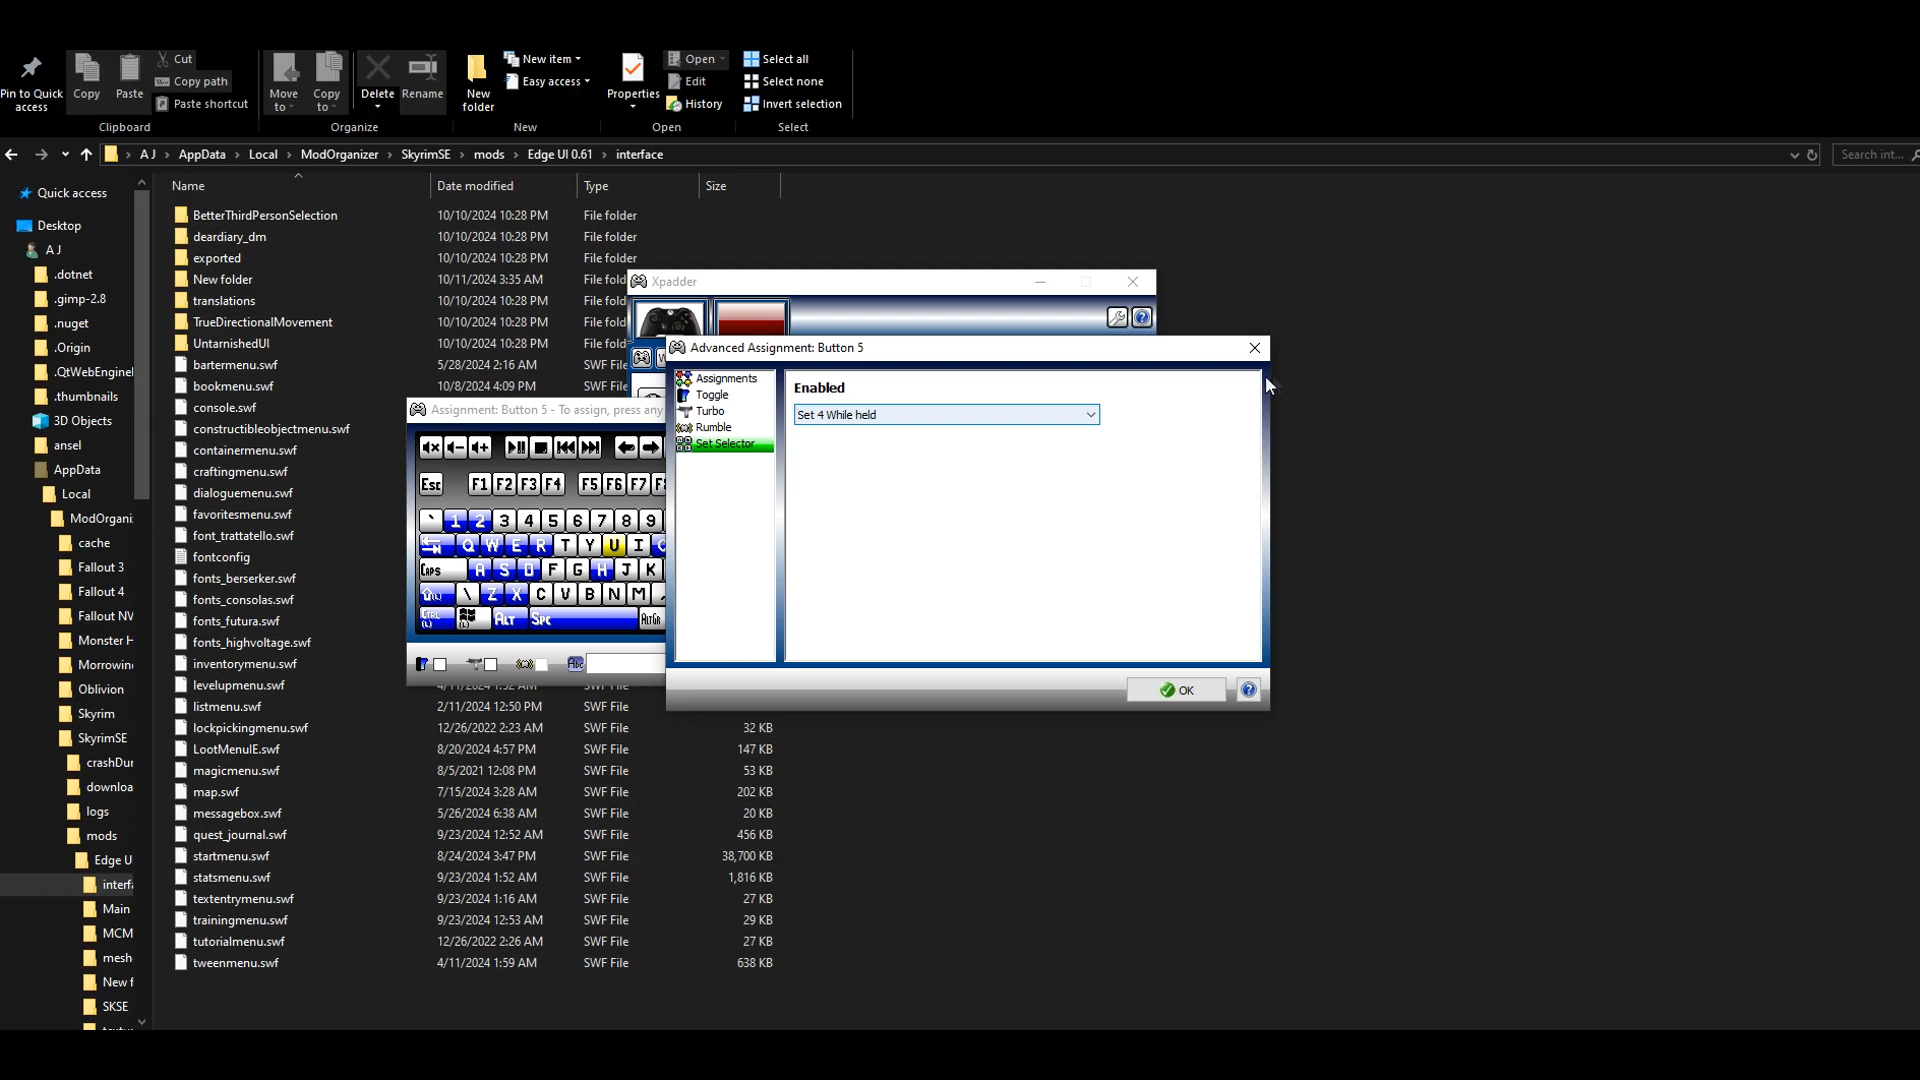 Pin to Quick access
Copy
Paste
Cut
Copy path
Paste shortcut
Clipboard
Move to
Copy to
Delete
Rename
Organize
New folder
New item
Easy access
New
Properties
Open
Edit
History
Open
Select all
Select none
Invert selection
Select
A J > AppData > Local > ModOrganizer > SkyrimSE > mods > Edge UI 0.61 > interface
Search int...
Name Date modified Type Size
Quick access
Desktop
A J
.dotnet
.gimp-2.8
.nuget
.Origin
.QtWebEngineI
.thumbnails
3D Objects
ansel
AppData
Local
ModOrgani
cache
Fallout 3
Fallout 4
Fallout NV
Monster H
Morrowin
Oblivion
Skyrim
SkyrimSE
crashDur
downloa
logs
mods
Edge U
interfa
Main
MCM
mesh
New f
SKSE
BetterThirdPersonSelection 10/10/2024 10:28 PM File folder
deardiary_dm 10/10/2024 10:28 PM File folder
exported 10/10/2024 10:28 PM File folder
New folder 10/11/2024 3:35 AM File fold
translations 10/10/2024 10:28 PM File fold
TrueDirectionalMovement 10/10/2024 10:28 PM File fold
UntarnishedUI 10/10/2024 10:28 PM File fold
bartermenu.swf 5/28/2024 2:16 AM SWF File
bookmenu.swf 10/8/2024 4:09 PM SWF File
console.swf
constructibleobjectmenu.swf
containermenu.swf
craftingmenu.swf
dialoguemenu.swf
favoritesmenu.swf
font_trattatello.swf
fontconfig
fonts_berserker.swf
fonts_consolas.swf
fonts_futura.swf
fonts_highvoltage.swf
inventorymenu.swf
levelupmenu.swf 4/11/2024 1:52 AM SWF File
listmenu.swf 2/11/2024 12:50 PM SWF File
lockpickingmenu.swf 12/26/2022 2:23 AM SWF File 32 KB
LootMenuIE.swf 8/20/2024 4:57 PM SWF File 147 KB
magicmenu.swf 8/5/2021 12:08 PM SWF File 53 KB
map.swf 7/15/2024 3:28 AM SWF File 202 KB
messagebox.swf 5/26/2024 6:38 AM SWF File 20 KB
quest_journal.swf 9/23/2024 12:52 AM SWF File 456 KB
startmenu.swf 8/24/2024 3:47 PM SWF File 38,700 KB
statsmenu.swf 9/23/2024 1:52 AM SWF File 1,816 KB
textentrymenu.swf 9/23/2024 1:16 AM SWF File 27 KB
trainingmenu.swf 9/23/2024 12:53 AM SWF File 29 KB
tutorialmenu.swf 12/26/2022 2:26 AM SWF File 27 KB
tweenmenu.swf 4/11/2024 1:59 AM SWF File 638 KB
Xpadder
Assignment: Button 5 - To assign, press any
Esc F1 F2 F3 F4 F5 F6 F7 F8
` 1 2 3 4 5 6 7 8 9
Q W E R T Y U I
Caps A S D F G H J K
(L) \ Z X C V B N M
Ctrl (L) (L) Alt Spc AltGr
Abc
Advanced Assignment: Button 5
Assignments
Toggle
Turbo
Rumble
Set Selector
Enabled
Set 4 While held
OK